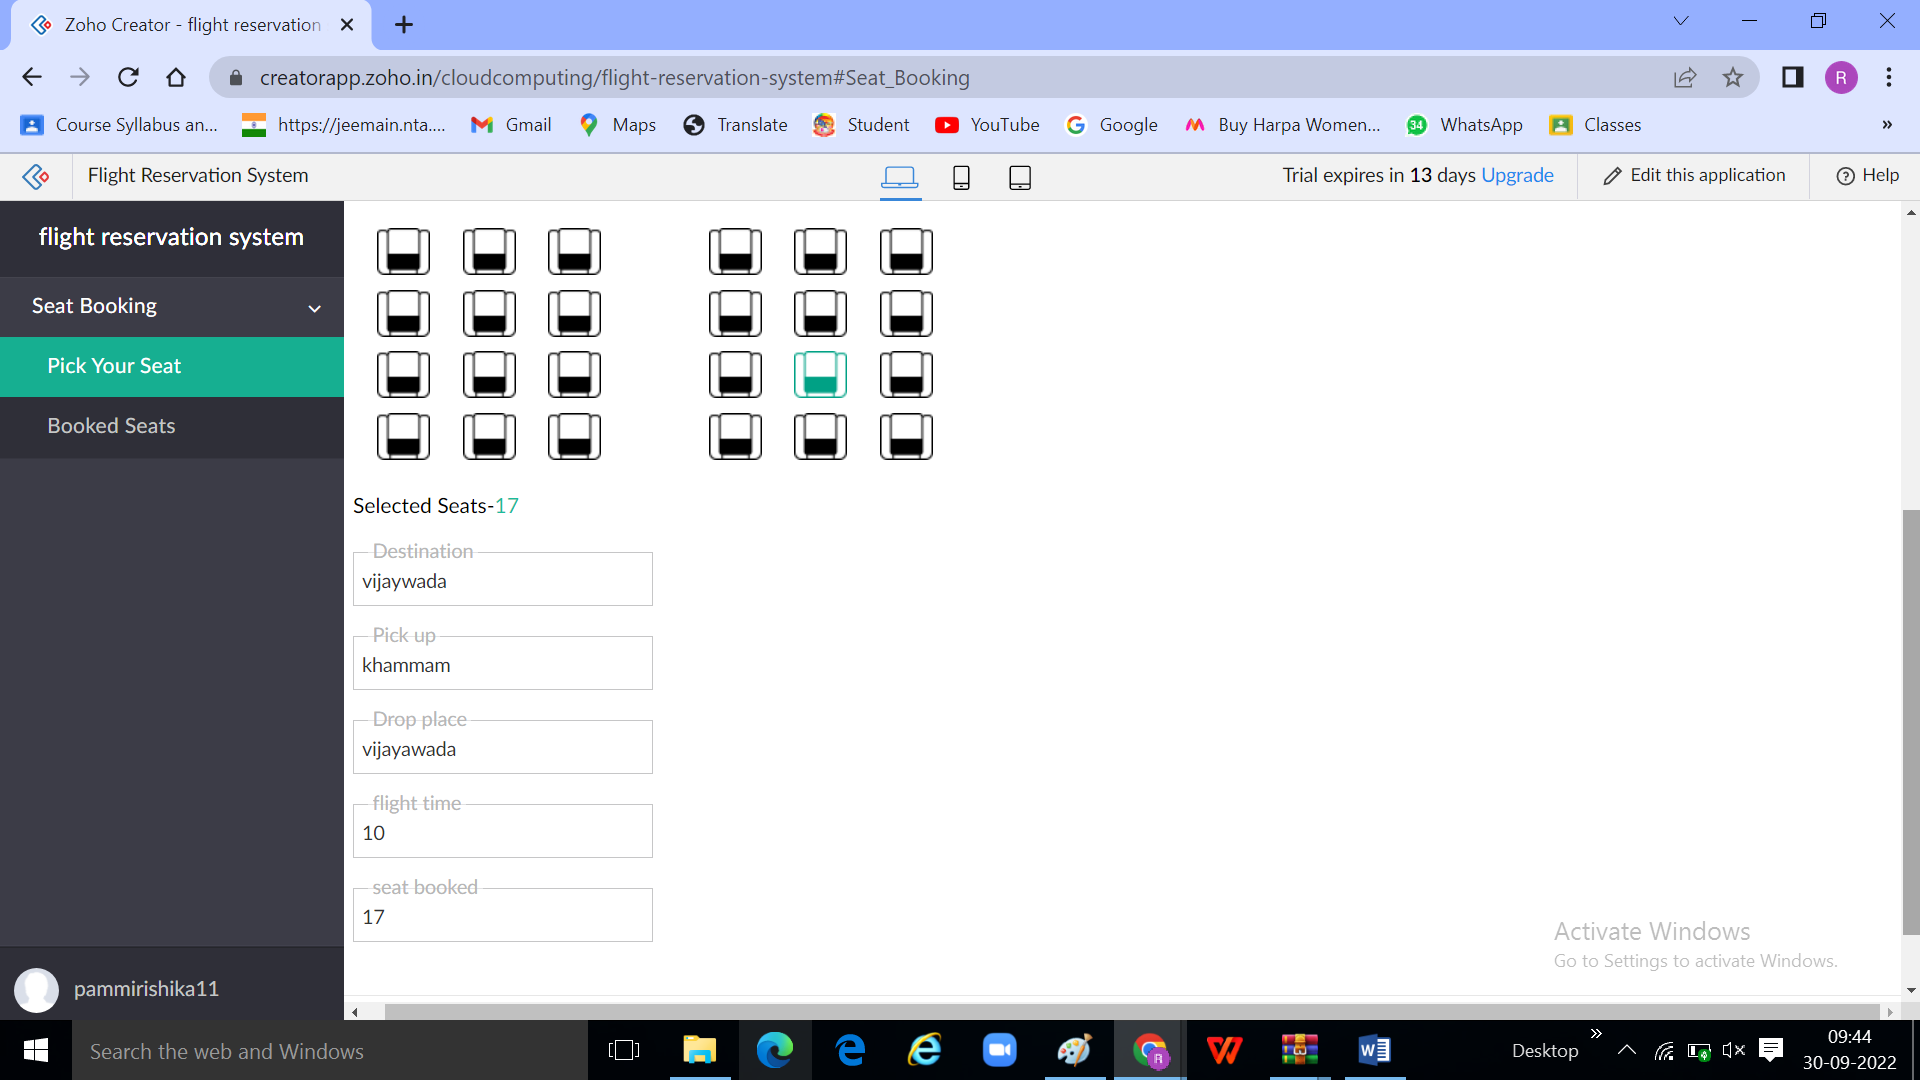 Zoho Creator - flight reservation
creatorapp.zoho.in/cloudcomputing/flight-reservation-system#Seat_Booking
R
Course Syllabus an...
https://jeemain.nta....
Gmail
Maps
Translate
Student
YouTube
Google
Buy Harpa Women...
34
WhatsApp
Classes
»
Flight Reservation System
Trial expires in 13 days Upgrade
Edit this application
Help
flight reservation system
Seat Booking
Pick Your Seat
Booked Seats
Selected Seats-17
Destination
vijaywada
Pick up
khammam
Drop place
vijayawada
flight time
10
seat booked
17
Activate Windows
Go to Settings to activate Windows.
pammirishika11
Search the web and Windows
R
Desktop
»
09:44
30-09-2022